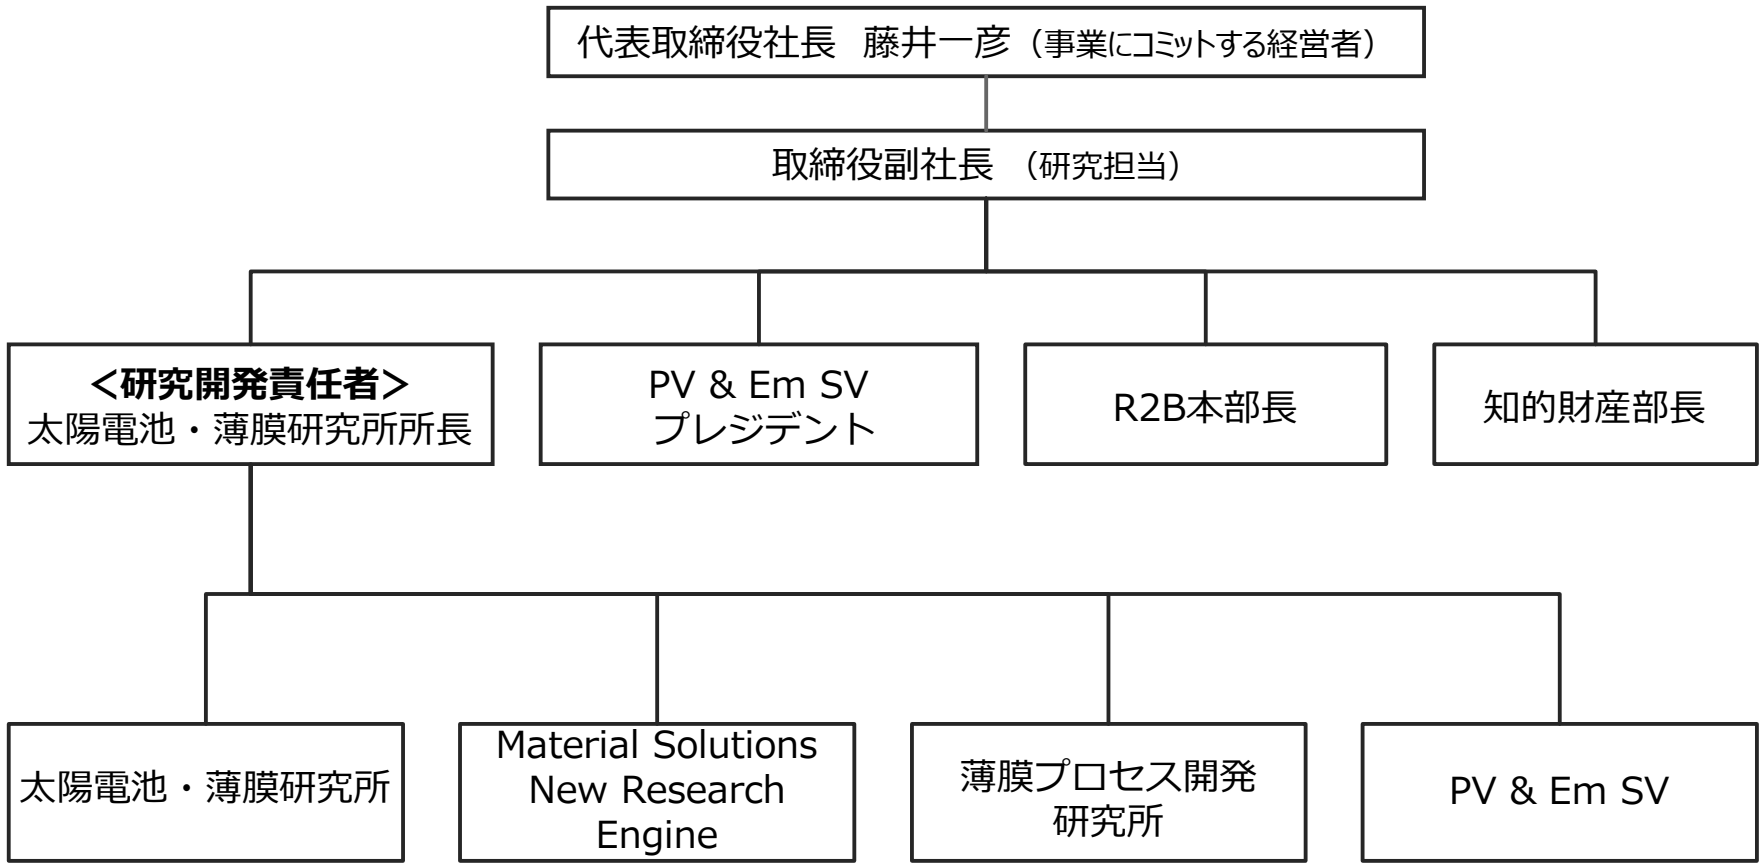 代表取締役社長 藤井一彦（事業にコミットする経営者）
取締役副社長 （研究担当）
＜研究開発責任者＞
太陽電池・薄膜研究所所長
PV & Em SV
プレジデント
R2B本部長
知的財産部長
太陽電池・薄膜研究所
Material Solutions
New Research
Engine
薄膜プロセス開発
研究所
PV & Em SV